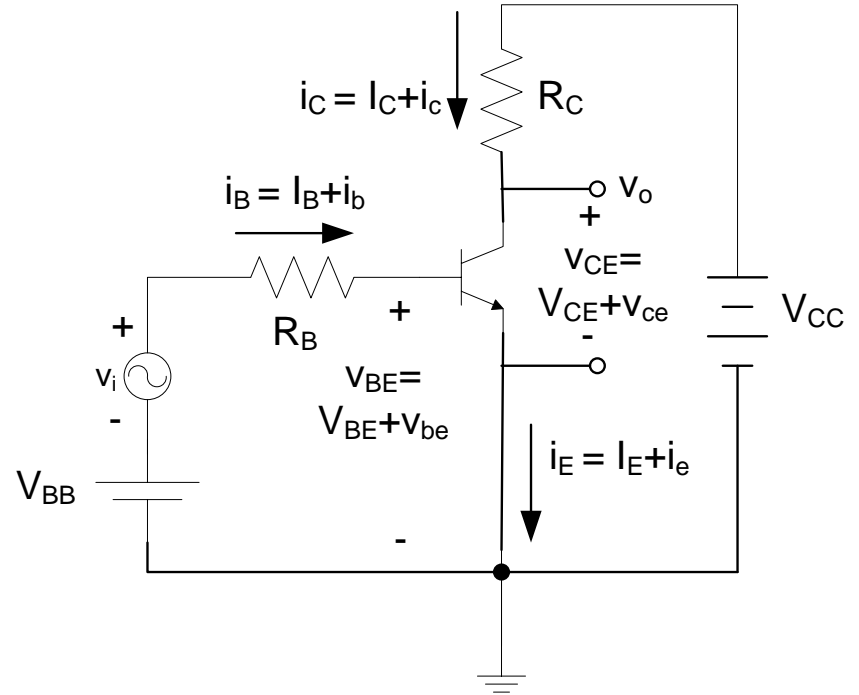 i_C = I_C+i_c
R_C
i_B = I_B+i_b
v_o
+
v_CE=
V_CE+v_ce
-
V_CC
+
v_i
-
R_B
+
v_BE=
V_BE+v_be
-
i_E = I_E+i_e
V_BB